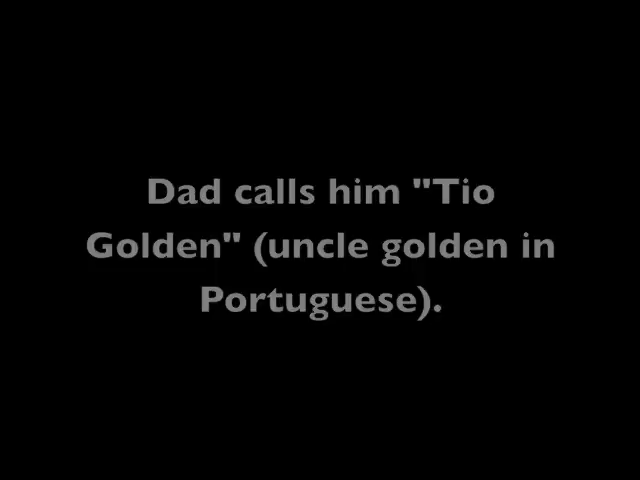 Dad calls him "Tio
Golden" (uncle golden in
Portuguese).